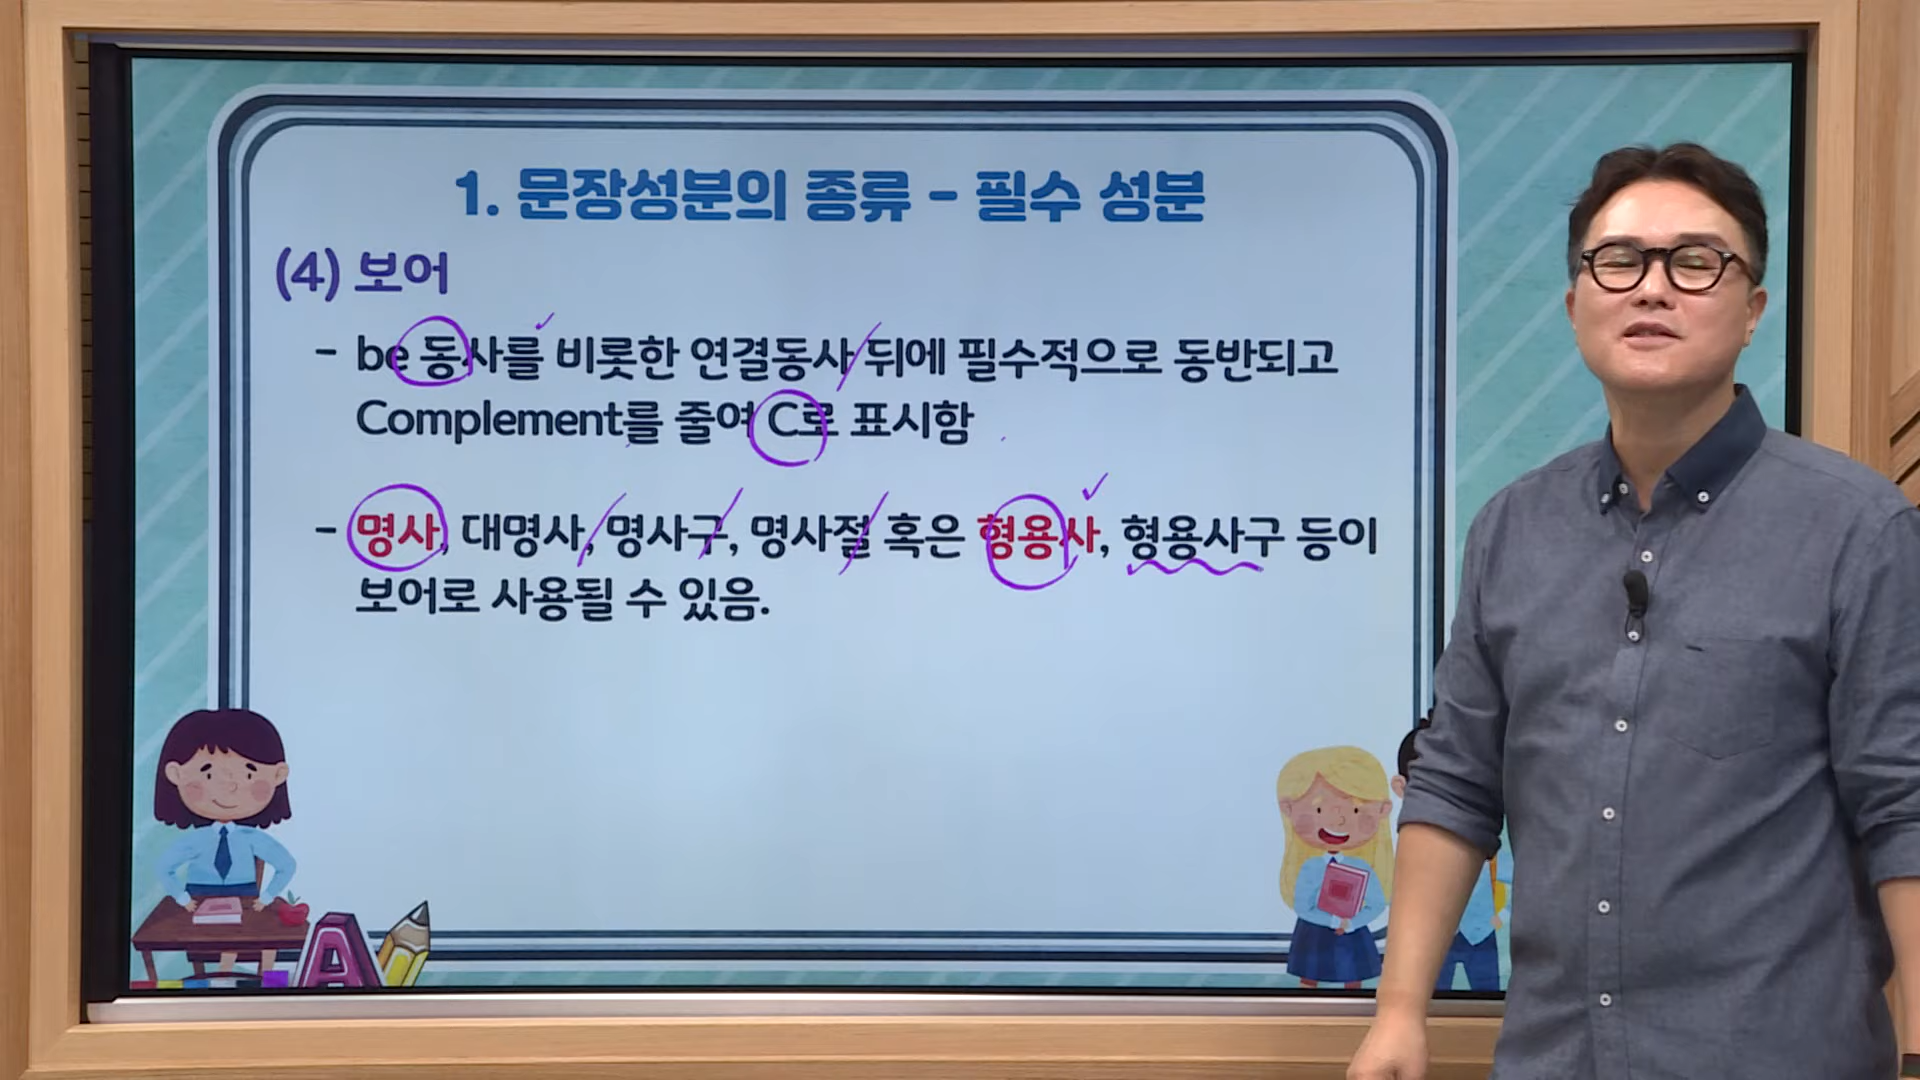 1. 문장성분의 종류 - 필수 성분
(4) 보어
- be 동사를 비롯한 연결동사 뒤에 필수적으로 동반되고
Complement를 줄여 C로 표시함
- 명사, 대명사, 명사구, 명사절 혹은 형용사, 형용사구 등이
보어로 사용될 수 있음.
A